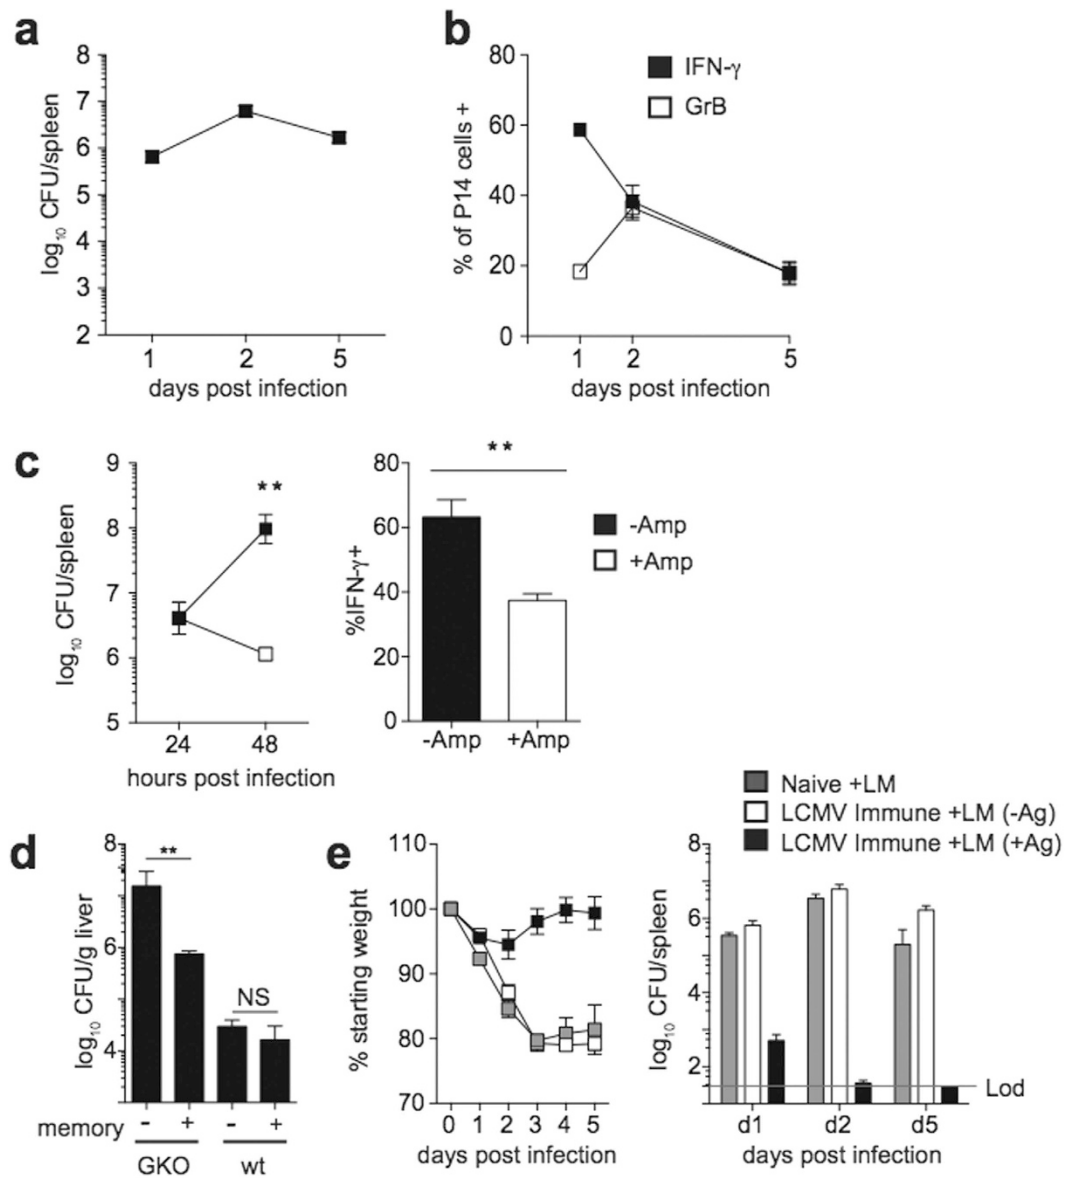 a
8
7
6
5
4
3
2
log10 CFU/spleen
1 2 5
days post infection
b
80
60
40
20
0
% of P14 cells +
IFN-γ
GrB
1 2 5
days post infection
c
9
8
7
6
5
log10 CFU/spleen
**
24 48
hours post infection
80
60
40
20
0
%IFN-γ+
**
-Amp +Amp
-Amp
+Amp
d
8
6
4
log10 CFU/g liver
**
NS
memory - + - +
GKO wt
e
110
100
90
80
70
% starting weight
0 1 2 3 4 5
days post infection
Naive +LM
LCMV Immune +LM (-Ag)
LCMV Immune +LM (+Ag)
8
6
4
2
log10 CFU/spleen
Lod
d1 d2 d5
days post infection